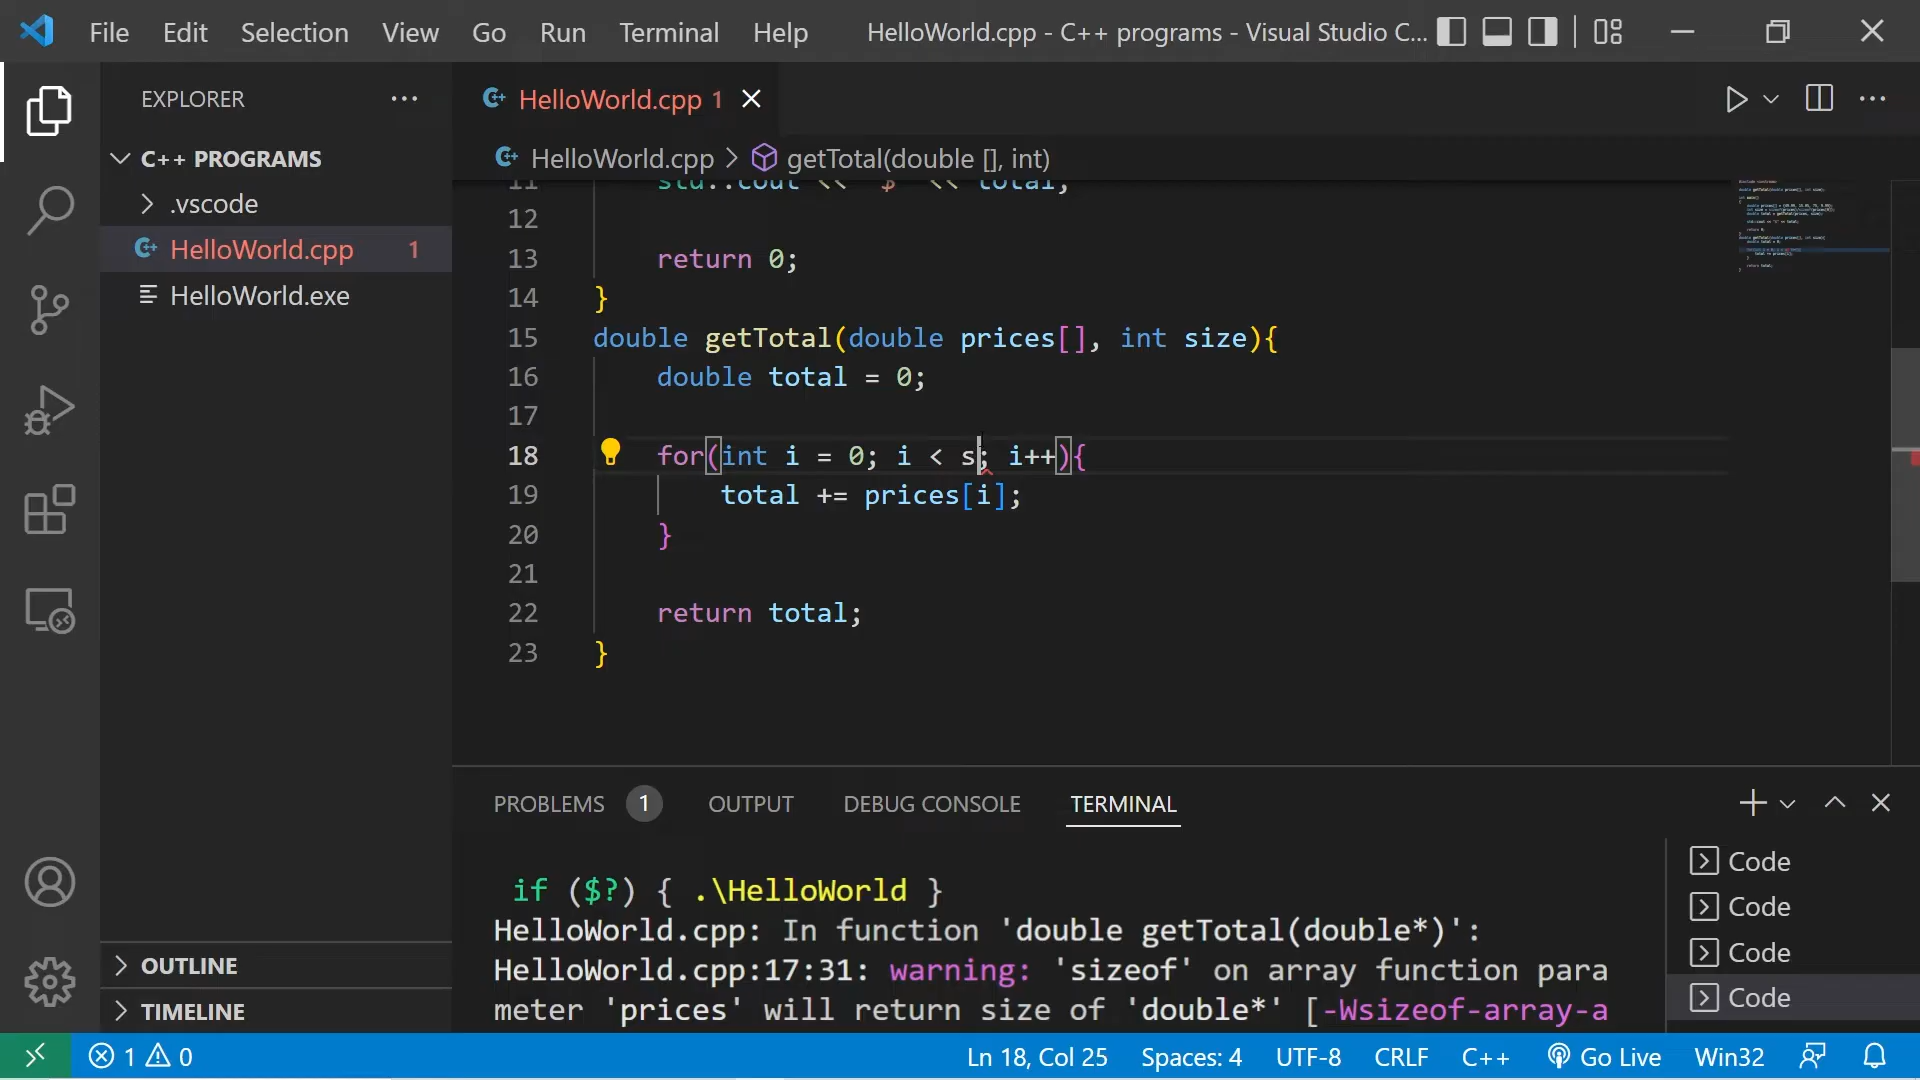 File Edit Selection View Go Run Terminal Help HelloWorld.cpp - C++ programs - Visual Studio C...
EXPLORER
C++ PROGRAMS
.vscode
HelloWorld.cpp 1
HelloWorld.exe
OUTLINE
TIMELINE
HelloWorld.cpp 1
HelloWorld.cpp > getTotal(double [], int)
11 std::cout << "$" << total;
12
13 return 0;
14 }
15 double getTotal(double prices[], int size){
16 double total = 0;
17
18 for(int i = 0; i < s; i++){
19 total += prices[i];
20 }
21
22 return total;
23 }
PROBLEMS 1 OUTPUT DEBUG CONSOLE TERMINAL
if ($?) { .\HelloWorld }
HelloWorld.cpp: In function 'double getTotal(double*)':
HelloWorld.cpp:17:31: warning: 'sizeof' on array function para
meter 'prices' will return size of 'double*' [-Wsizeof-array-a
Code
Code
Code
Code
1 0 Ln 18, Col 25 Spaces: 4 UTF-8 CRLF C++ Go Live Win32